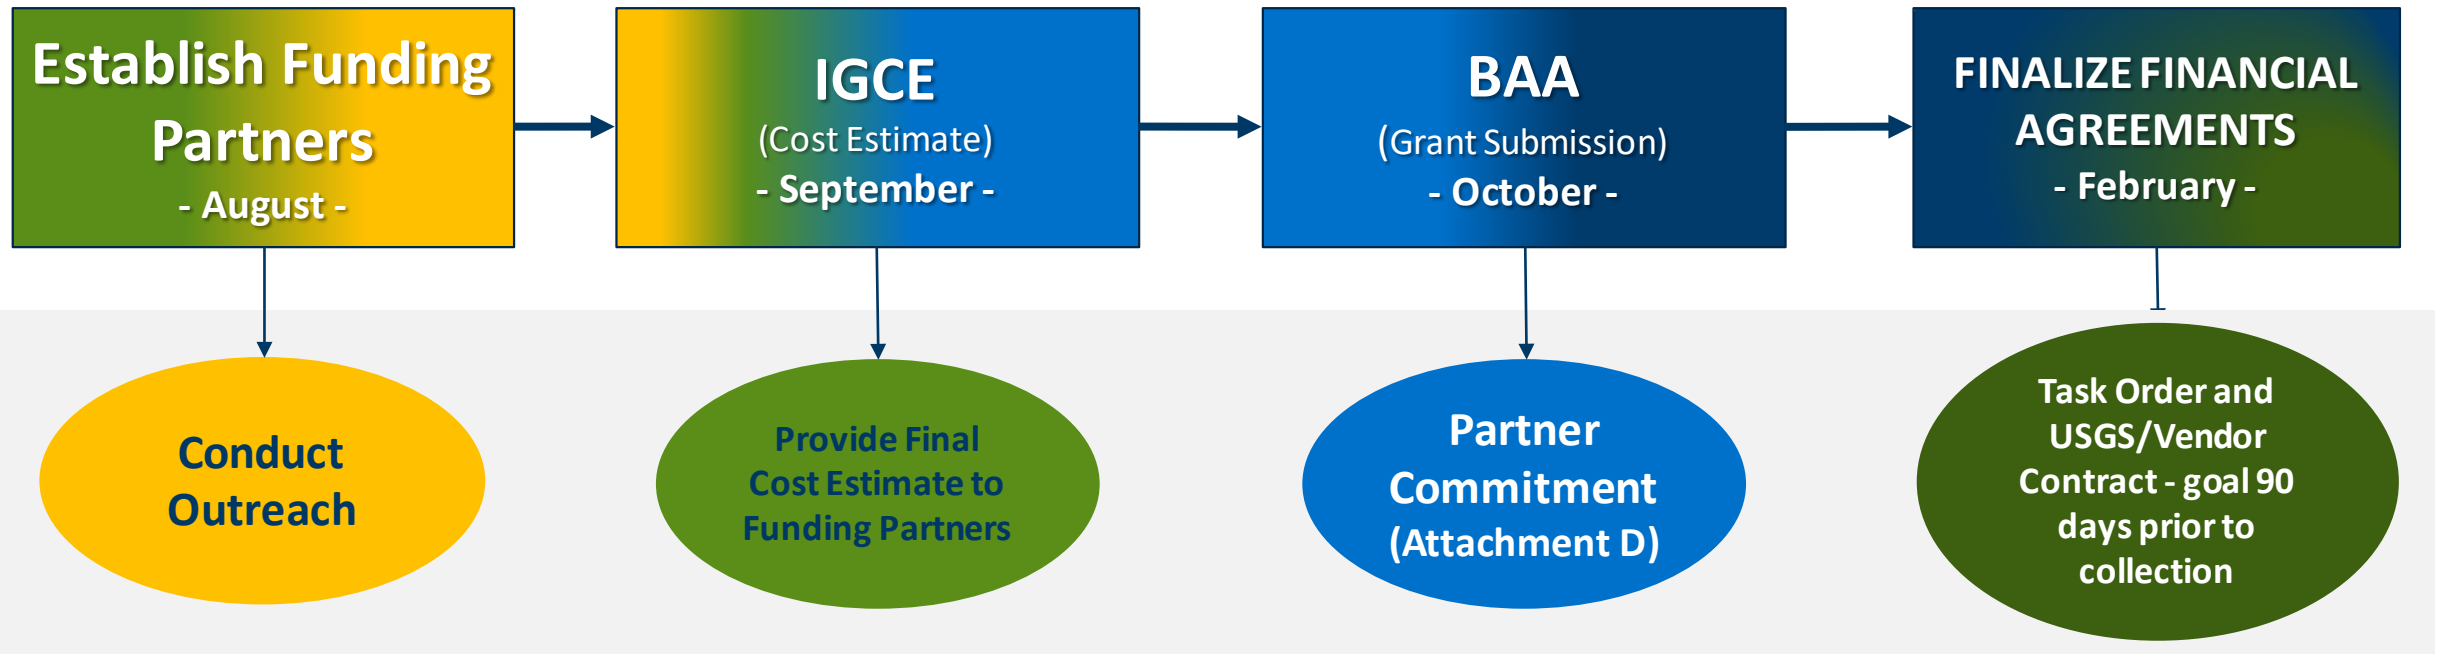 Establish Funding
Partners
- August -
IGCE
(Cost Estimate)
- September -
BAA
(Grant Submission)
- October -
FINALIZE FINANCIAL
AGREEMENTS
- February -
Conduct
Outreach
Provide Final
Cost Estimate to
Funding Partners
Partner
Commitment
(Attachment D)
Task Order and
USGS/Vendor
Contract - goal 90
days prior to
collection